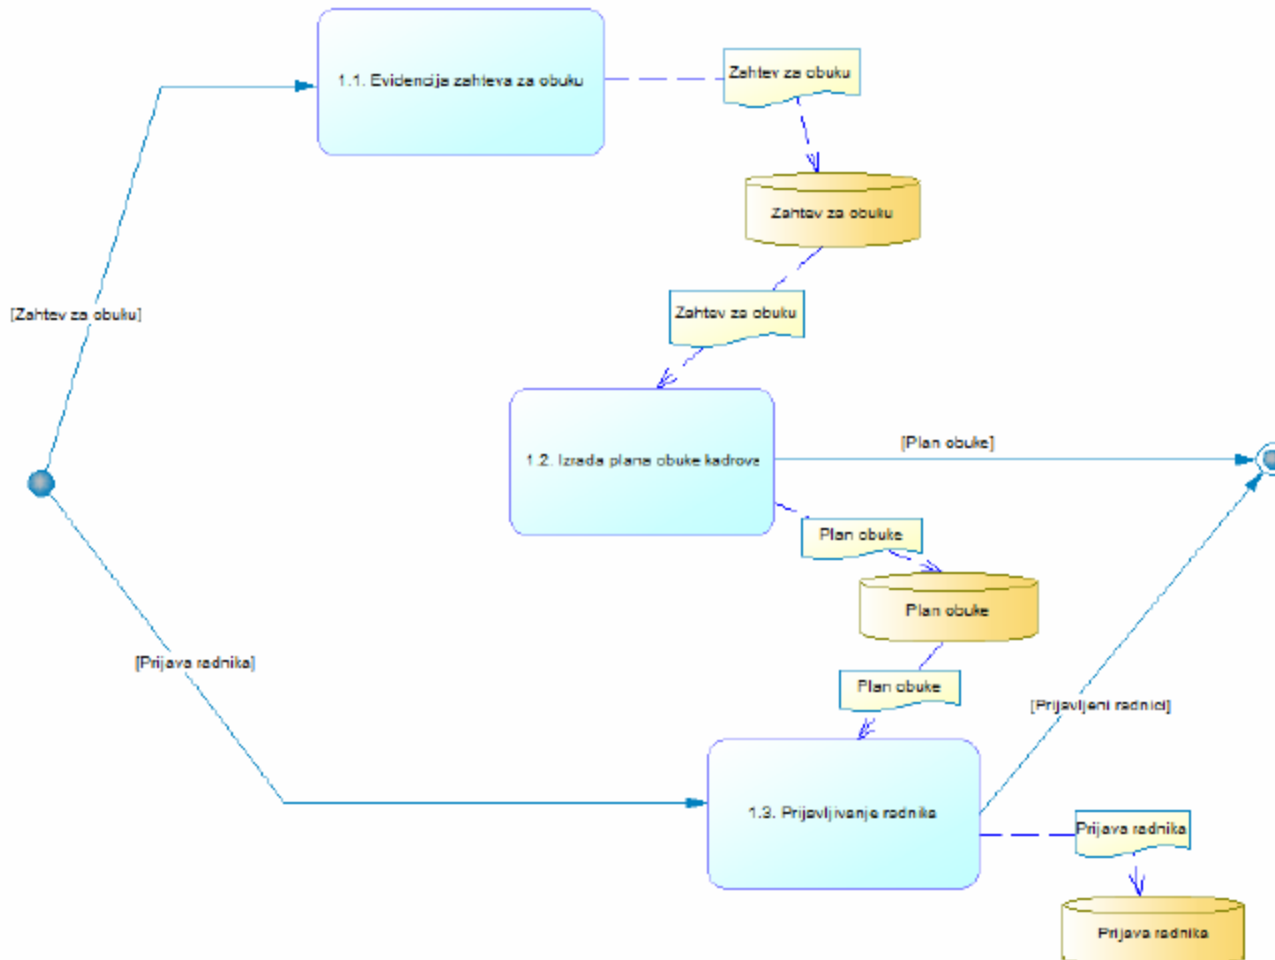 1.1. Evidencija zahteva za obuku
Zahtev za obuku
Zahtev za obuku
[Zahtev za obuku]
Zahtev za obuku
[Plan obuke]
1.2. Izrada plana obuke kadrova
Plan obuke
Plan obuke
[Prijava radnika]
Plan obuke
[Prijavljeni radnici]
1.3. Prijavljivanje radnika
Prijava radnika
Prijava radnika